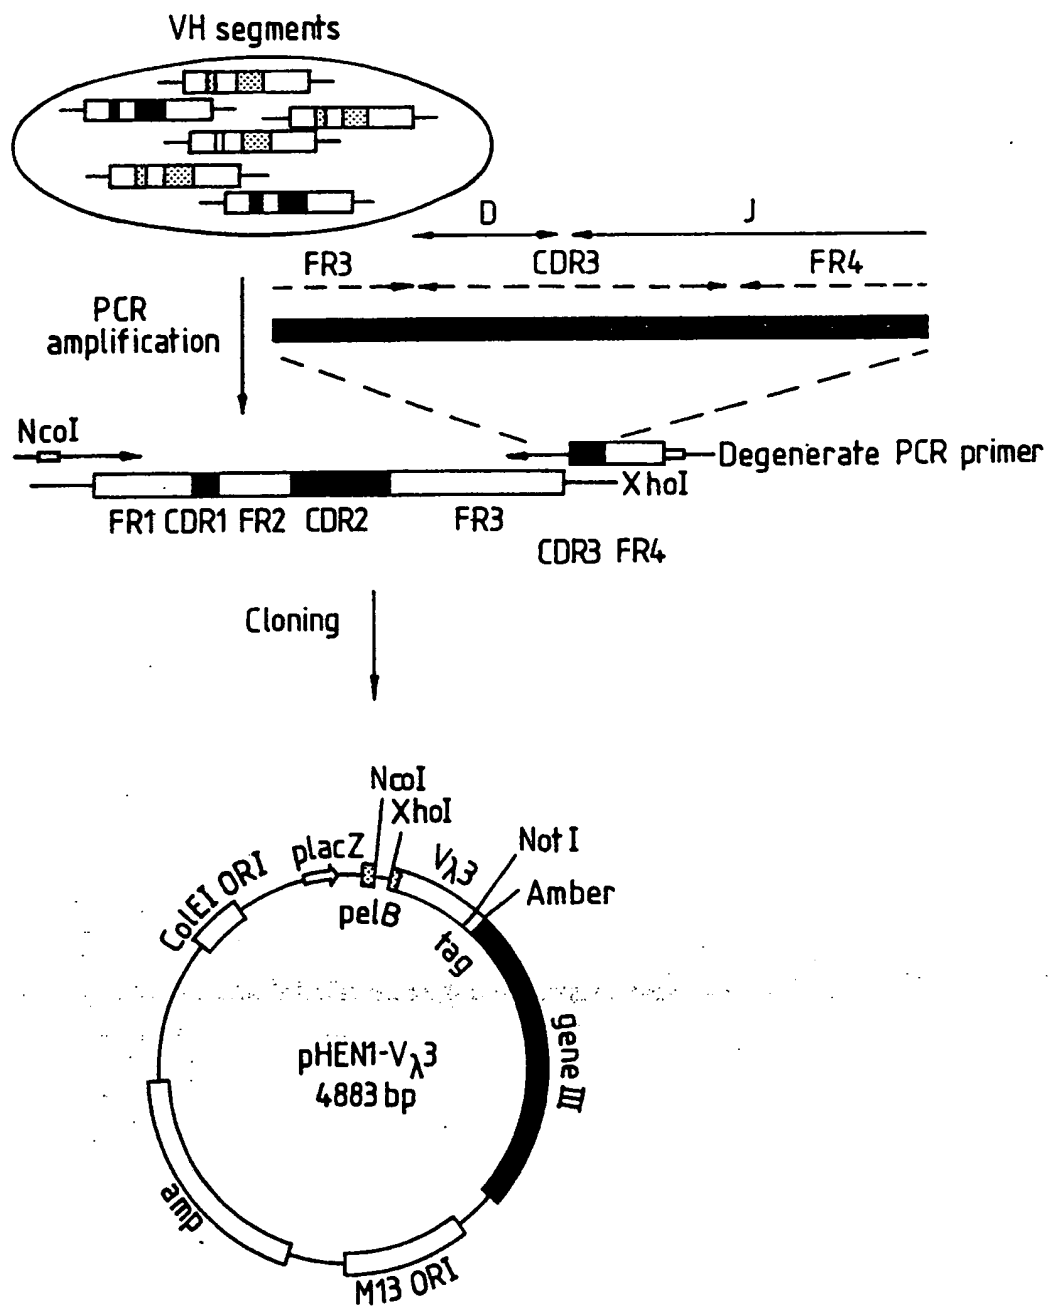 VH segments
D
J
FR3
CDR3
FR4
PCR
amplification
NcoI
Degenerate PCR primer
XhoI
FR1 CDR1 FR2 CDR2 FR3
CDR3 FR4
Cloning
NcoI
XhoI
placZ
Vλ3
Not I
ColEI ORI
pelB
Amber
tag
gene III
pHEN1-Vλ3
4883 bp
amp
M13 ORI